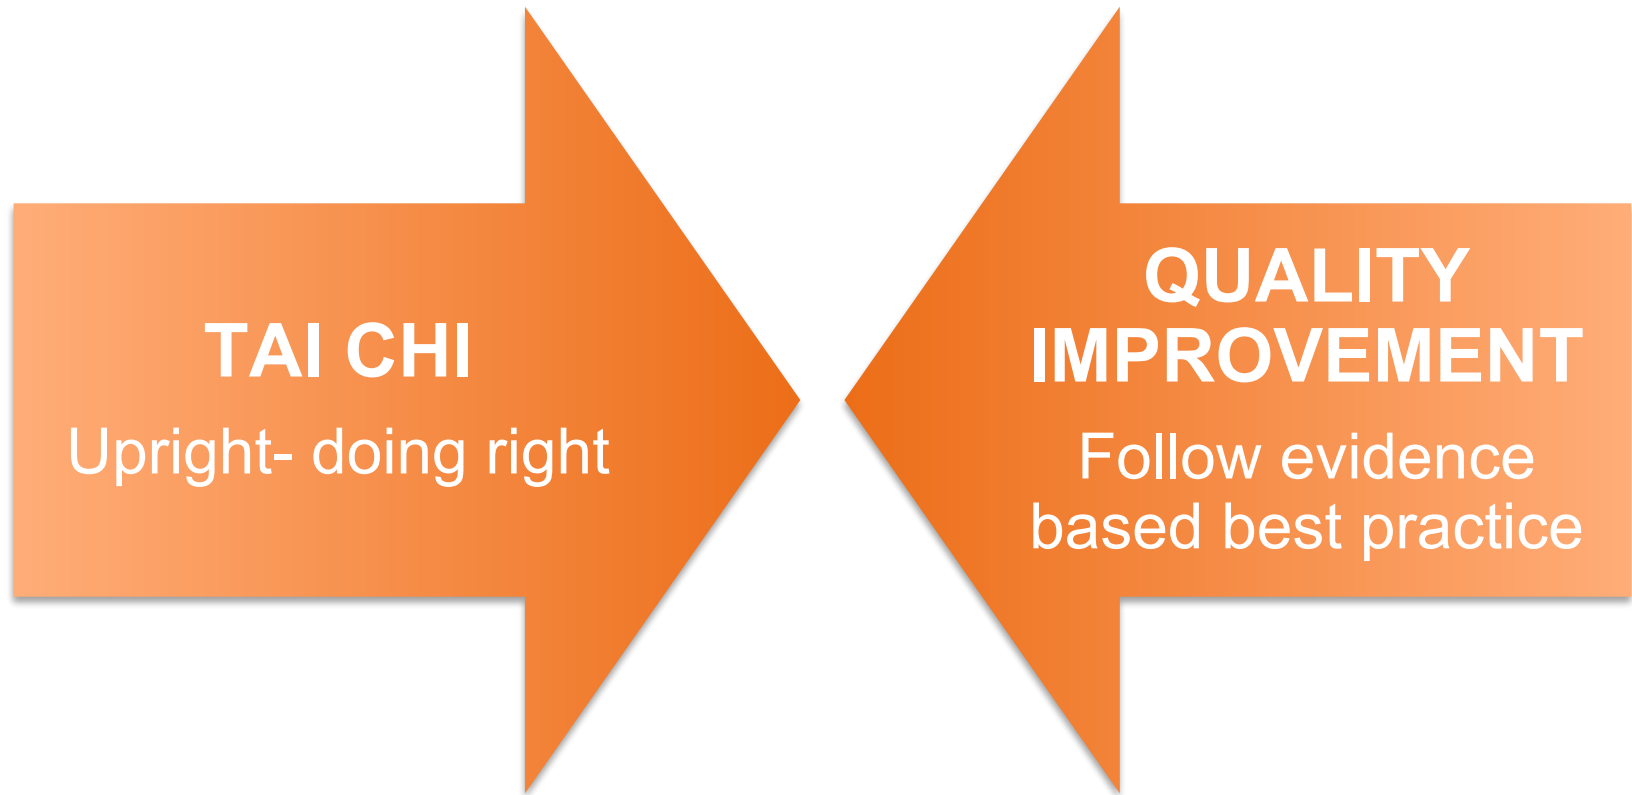 TAI CHI
Upright- doing right
QUALITY
IMPROVEMENT
Follow evidence
based best practice